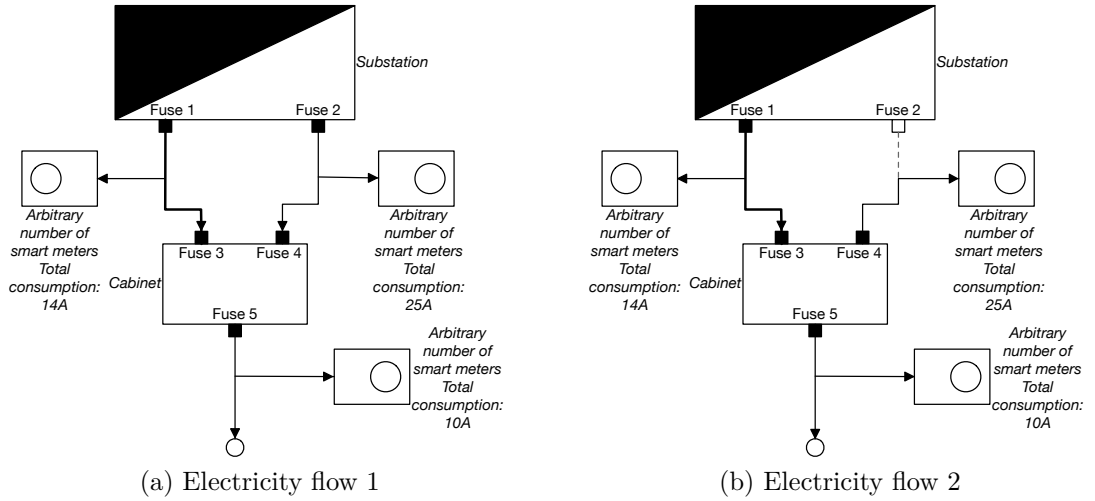 Substation
Fuse 1
Fuse 2
Arbitrary
number of
smart meters
Total
consumption:
14A
Arbitrary
number of
smart meters
Total
consumption:
25A
Fuse 3
Fuse 4
Cabinet
Fuse 5
Arbitrary
number of
smart meters
Total
consumption:
10A
(a) Electricity flow 1
Substation
Fuse 1
Fuse 2
Arbitrary
number of
smart meters
Total
consumption:
14A
Arbitrary
number of
smart meters
Total
consumption:
25A
Fuse 3
Fuse 4
Cabinet
Fuse 5
Arbitrary
number of
smart meters
Total
consumption:
10A
(b) Electricity flow 2